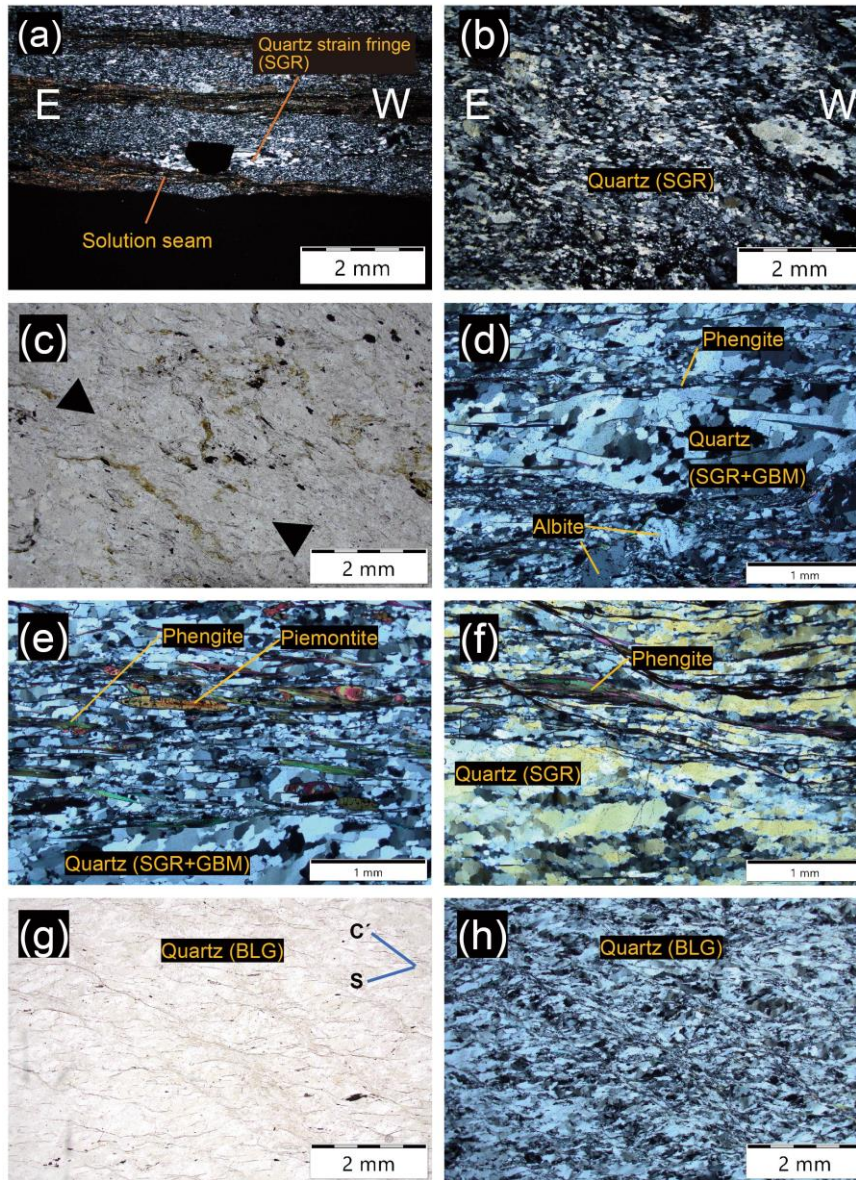 (a)
Quartz strain fringe
(SGR)
E
W
Solution seam
2 mm
(b)
E
W
Quartz (SGR)
2 mm
(c)
2 mm
(d)
Phengite
Quartz
(SGR+GBM)
Albite
1 mm
(e)
Phengite
Piemontite
Quartz (SGR+GBM)
1 mm
(f)
Phengite
Quartz (SGR)
1 mm
(g)
Quartz (BLG)
C´
S
2 mm
(h)
Quartz (BLG)
2 mm